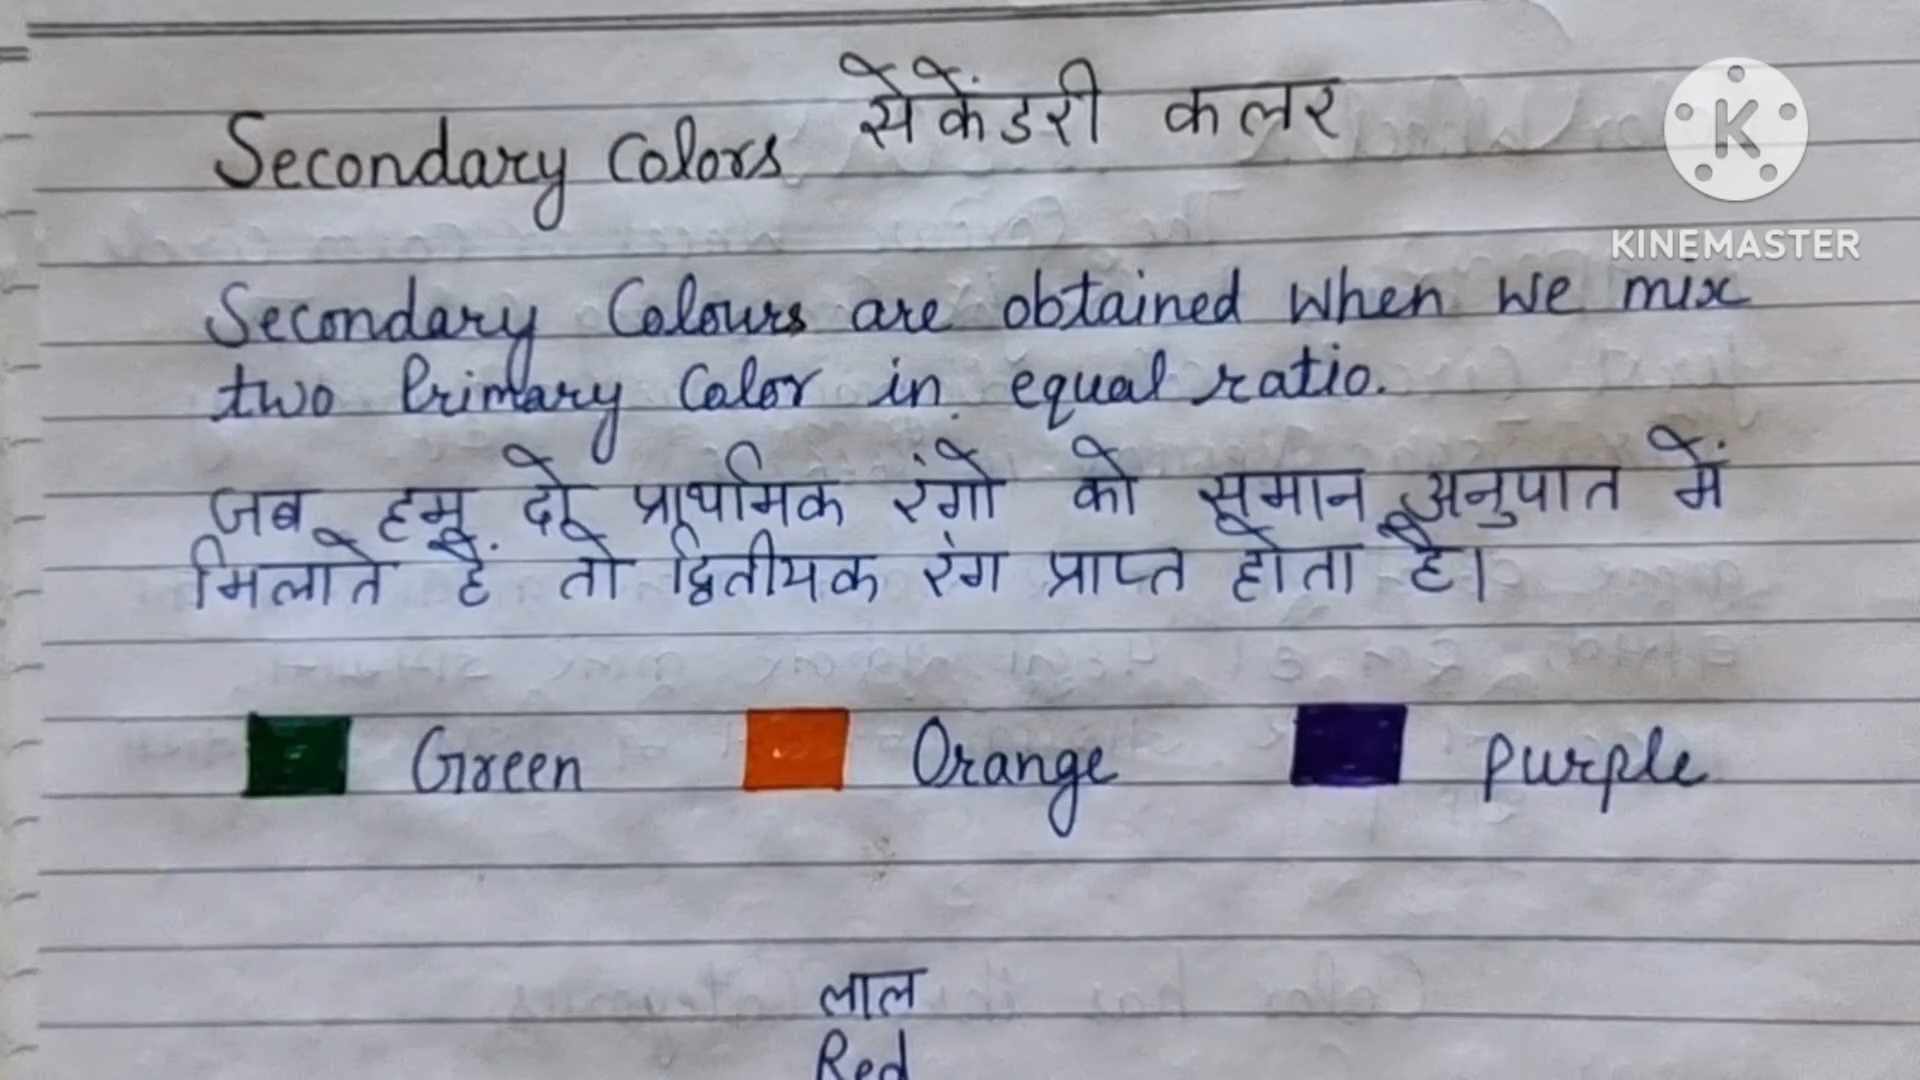 Secondary Colors सेकेंडरी कलर
KINEMASTER
Secondary Colours are obtained when we mix
two Primary Color in equal ratio.
जब हम दो प्राथमिक रंगो को समान अनुपात में
मिलाते हैं तो द्वितीयक रंग प्राप्त होता है।
Green Orange purple
लाल
Red